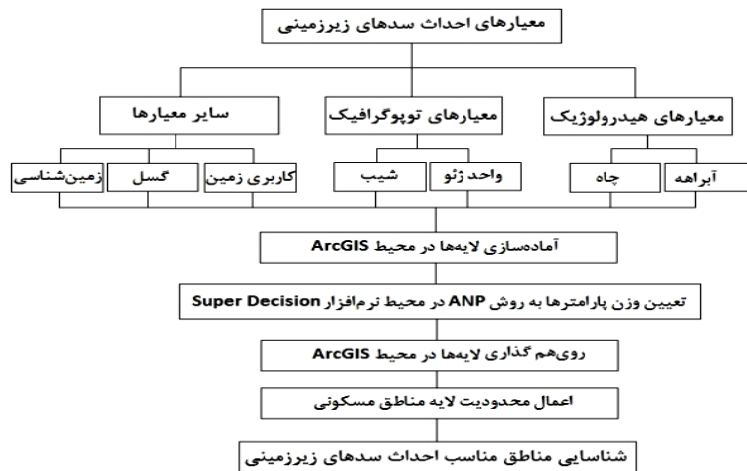 معیارهای احداث سدهای زیرزمینی
معیارهای هیدرولوژیک
معیارهای توپوگرافیک
سایر معیارها
آبراهه
چاه
واحد ژئو
شیب
کاربری زمین
گسل
زمین‌شناسی
آماده‌سازی لایه‌ها در محیط ArcGIS
تعیین وزن پارامترها به روش ANP در محیط نرم‌افزار Super Decision
روی‌هم گذاری لایه‌ها در محیط ArcGIS
اعمال محدودیت لایه مناطق مسکونی
شناسایی مناطق مناسب احداث سدهای زیرزمینی